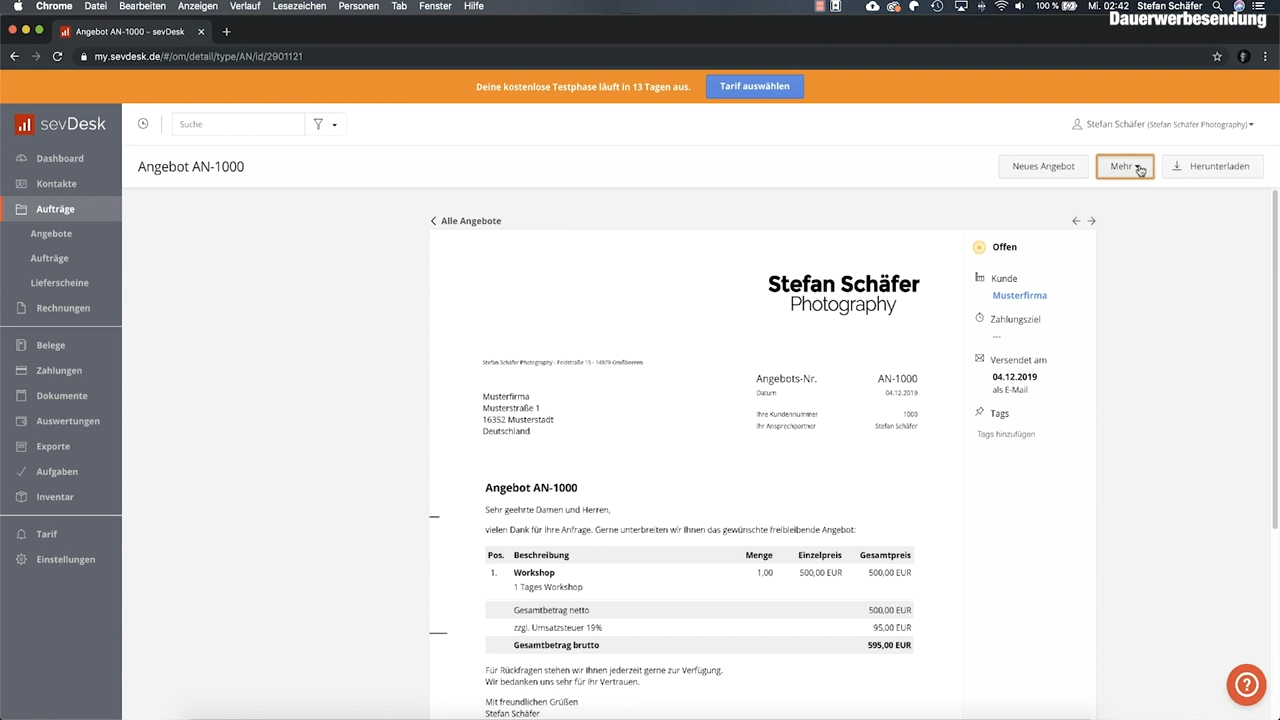 Chrome Datei Bearbeiten Darstellung Verlauf Lesezeichen Personen Tab Fenster Hilfe 100 % Mi. 02:42 Stefan Schäfer
Dauerwerbesendung
Angebot AN-1000 - sevDesk
my.sevdesk.de/#/om/detail/type/AN/id/2901121
Deine kostenlose Testphase läuft in 13 Tagen aus.
Tarif auswählen
sevDesk
Suche
Stefan Schäfer (Stefan Schäfer Photography)
Angebot AN-1000
Neues Angebot
Mehr
Herunterladen
Dashboard
Kontakte
Aufträge
Angebote
Aufträge
Lieferscheine
Rechnungen
Belege
Zahlungen
Dokumente
Auswertungen
Exporte
Aufgaben
Inventar
Tarif
Einstellungen
Alle Angebote
Stefan Schäfer
Photography
Stefan Schäfer Photography - Feldstraße 15 - 14979 Großbeeren
Musterfirma
Musterstraße 1
16352 Musterstadt
Deutschland
Angebots-Nr. AN-1000
Datum 04.12.2019
Ihre Kundennummer 1000
Ihr Ansprechpartner Stefan Schäfer
Angebot AN-1000
Sehr geehrte Damen und Herren,
vielen Dank für Ihre Anfrage. Gerne unterbreiten wir Ihnen das gewünschte freibleibende Angebot:
Pos. Beschreibung Menge Einzelpreis Gesamtpreis
1. Workshop 1,00 500,00 EUR 500,00 EUR
1 Tages Workshop
Gesamtbetrag netto 500,00 EUR
zzgl. Umsatzsteuer 19% 95,00 EUR
Gesamtbetrag brutto 595,00 EUR
Für Rückfragen stehen wir Ihnen jederzeit gerne zur Verfügung.
Wir bedanken uns sehr für Ihr Vertrauen.
Mit freundlichen Grüßen
Stefan Schäfer
Offen
Kunde
Musterfirma
Zahlungsziel
---
Versendet am
04.12.2019
als E-Mail
Tags
Tags hinzufügen